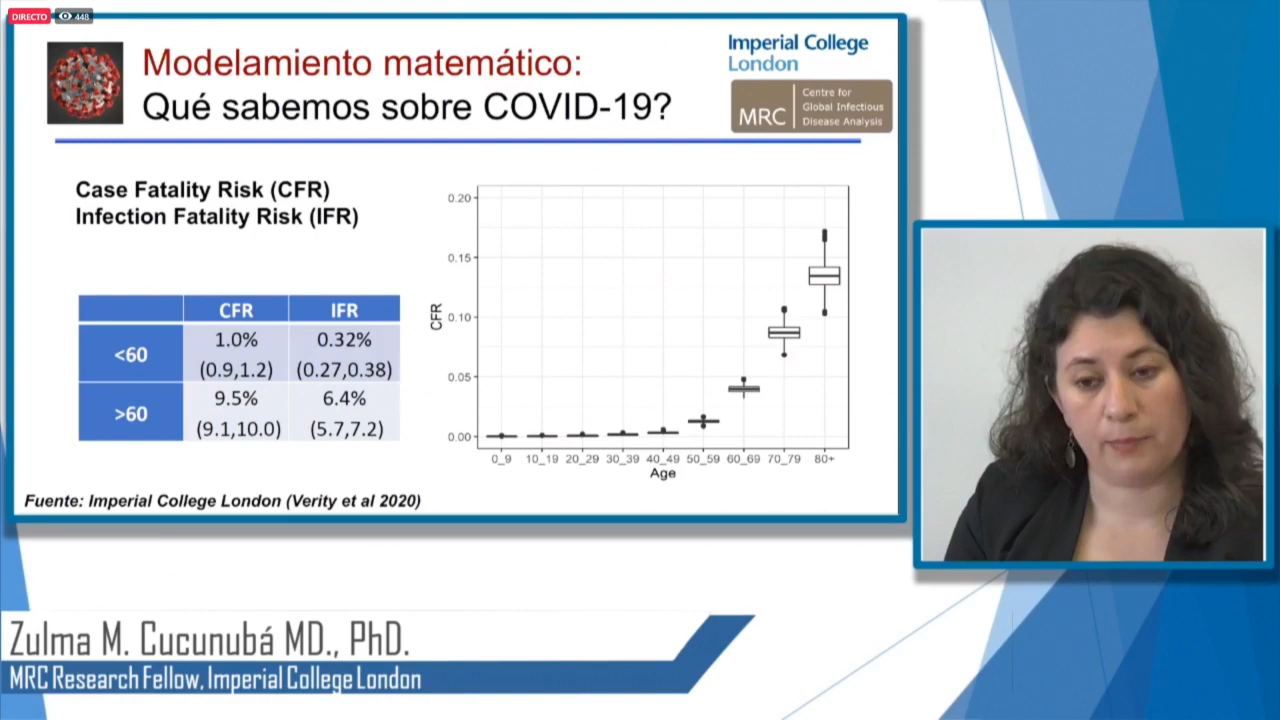 DIRECTO
448
Modelamiento matemático:
Qué sabemos sobre COVID-19?
Imperial College
London
MRC
Centre for
Global Infectious
Disease Analysis
Case Fatality Risk (CFR)
Infection Fatality Risk (IFR)
CFR IFR
<60 1.0% 0.32%
(0.9,1.2) (0.27,0.38)
>60 9.5% 6.4%
(9.1,10.0) (5.7,7.2)
CFR
0.20
0.15
0.10
0.05
0.00
0_9 10_19 20_29 30_39 40_49 50_59 60_69 70_79 80+
Age
Fuente: Imperial College London (Verity et al 2020)
Zulma M. Cucunubá MD., PhD.
MRC Research Fellow, Imperial College London